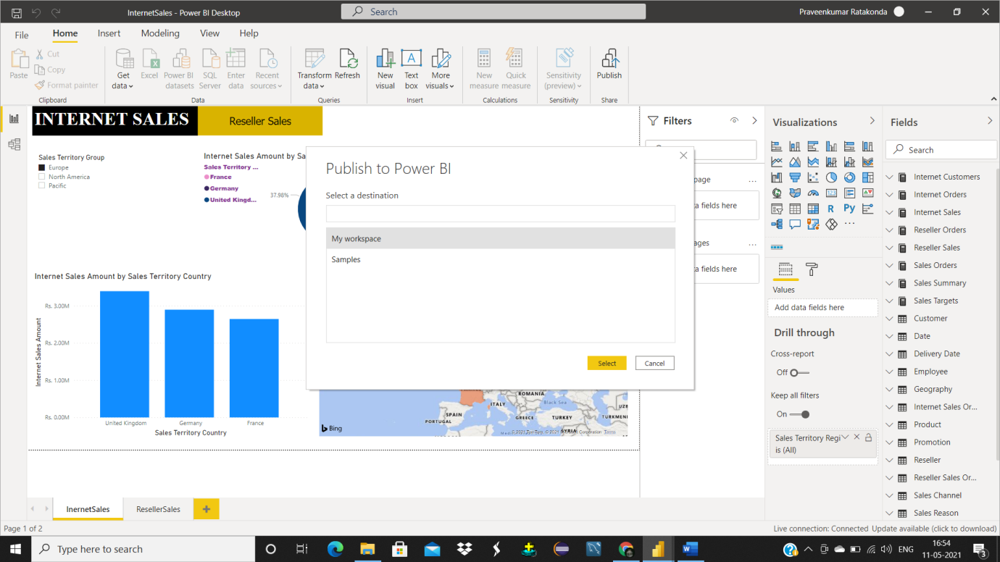 InternetSales - Power BI Desktop
Search
Praveenkumar Ratakonda
File Home Insert Modeling View Help
Paste
Cut
Copy
Format painter
Clipboard
Get data
Excel
Power BI datasets
SQL Server
Enter data
Recent sources
Data
Transform data
Refresh
Queries
New visual
Text box
More visuals
Insert
New measure
Quick measure
Calculations
Sensitivity (preview)
Sensitivity
Publish
Share
INTERNET SALES
Reseller Sales
Sales Territory Group
Europe
North America
Pacific
Internet Sales Amount by Sa
Sales Territory ...
France
Germany
United Kingd...
37.98%
Internet Sales Amount by Sales Territory Country
Internet Sales Amount
Rs. 3.00M
Rs. 2.00M
Rs. 1.00M
Rs. 0.00M
United Kingdom Germany France
Sales Territory Country
ROMANIA
ITALY
Black Sea
SPAIN
PORTUGAL
GREECE
TURKEY
UZB
TURKMENI
SYRIA
Bing
Terms
Publish to Power BI
Select a destination
My workspace
Samples
Select
Cancel
Filters
page
...
a fields here
ages
...
a fields here
Visualizations
R
Py
...
Values
Add data fields here
Drill through
Cross-report
Off
Keep all filters
On
Sales Territory Regi
is (All)
Fields
Search
Internet Customers
Internet Orders
Internet Sales
Reseller Orders
Reseller Sales
Sales Orders
Sales Summary
Sales Targets
Customer
Date
Delivery Date
Employee
Geography
Internet Sales Or...
Product
Promotion
Reseller
Reseller Sales Or...
Sales Channel
Sales Reason
InernetSales
ResellerSales
+
Page 1 of 2
Live connection: Connected Update available (click to download)
Type here to search
ENG
16:54
11-05-2021
3